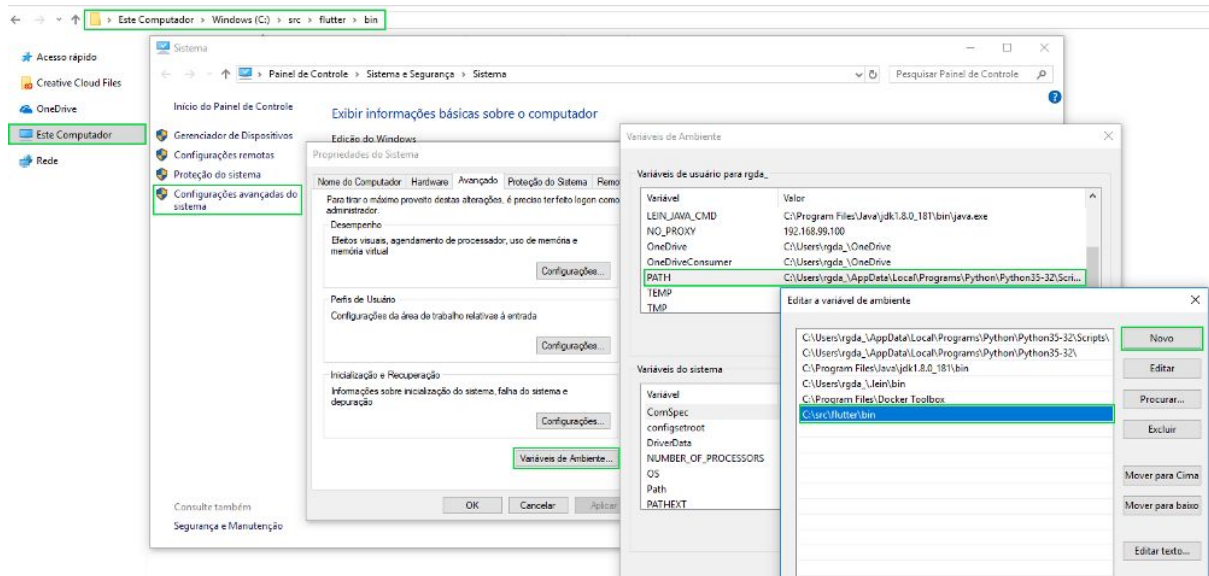 Este Computador > Windows (C:) > src > flutter > bin
Acesso rápido
Creative Cloud Files
OneDrive
Este Computador
Rede
Sistema
Painel de Controle > Sistema e Segurança > Sistema
Pesquisar Painel de Controle
Início do Painel de Controle
Gerenciador de Dispositivos
Configurações remotas
Proteção do sistema
Configurações avançadas do
sistema
Consulte também
Segurança e Manutenção
Exibir informações básicas sobre o computador
Edição do Windows
Propriedades do Sistema
Nome do Computador Hardware Avançado Proteção do Sistema Remo
Para tirar o máximo proveito destas alterações, é preciso ter feito logon como
administrador.
Desempenho
Efeitos visuais, agendamento de processador, uso de memória e
memória virtual
Configurações...
Perfis de Usuário
Configurações da área de trabalho relativas à entrada
Configurações...
Inicialização e Recuperação
Informações sobre inicialização do sistema, falha do sistema e
depuração
Configurações...
Variáveis de Ambiente...
OK Cancelar Aplicar
Variáveis de Ambiente
Variáveis de usuário para rgda_
Variável Valor
LEIN_JAVA_CMD C:\Program Files\Java\jdk1.8.0_181\bin\java.exe
NO_PROXY 192.168.99.100
OneDrive C:\Users\rgda_\OneDrive
OneDriveConsumer C:\Users\rgda_\OneDrive
PATH C:\Users\rgda_\AppData\Local\Programs\Python\Python35-32\Scri...
TEMP
TMP
Variáveis do sistema
Variável
ComSpec
configsetroot
DriverData
NUMBER_OF_PROCESSORS
OS
Path
PATHEXT
Editar a variável de ambiente
C:\Users\rgda_\AppData\Local\Programs\Python\Python35-32\Scripts\
C:\Users\rgda_\AppData\Local\Programs\Python\Python35-32\
C:\Program Files\Java\jdk1.8.0_181\bin
C:\Users\rgda_\.lein\bin
C:\Program Files\Docker Toolbox
C:\src\flutter\bin
Novo
Editar
Procurar...
Excluir
Mover para Cima
Mover para baixo
Editar texto...